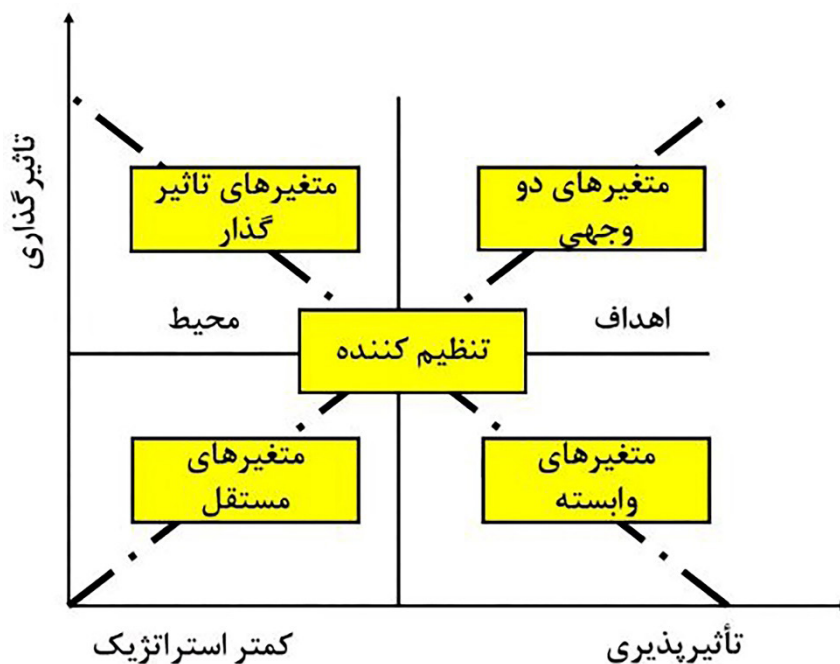 تاثیرگذاری
متغیرهای دو
وجهی
متغیرهای تاثیر
گذار
اهداف
محیط
تنظیم کننده
متغیرهای
وابسته
متغیرهای
مستقل
تأثیرپذیری
کمتر استراتژیک